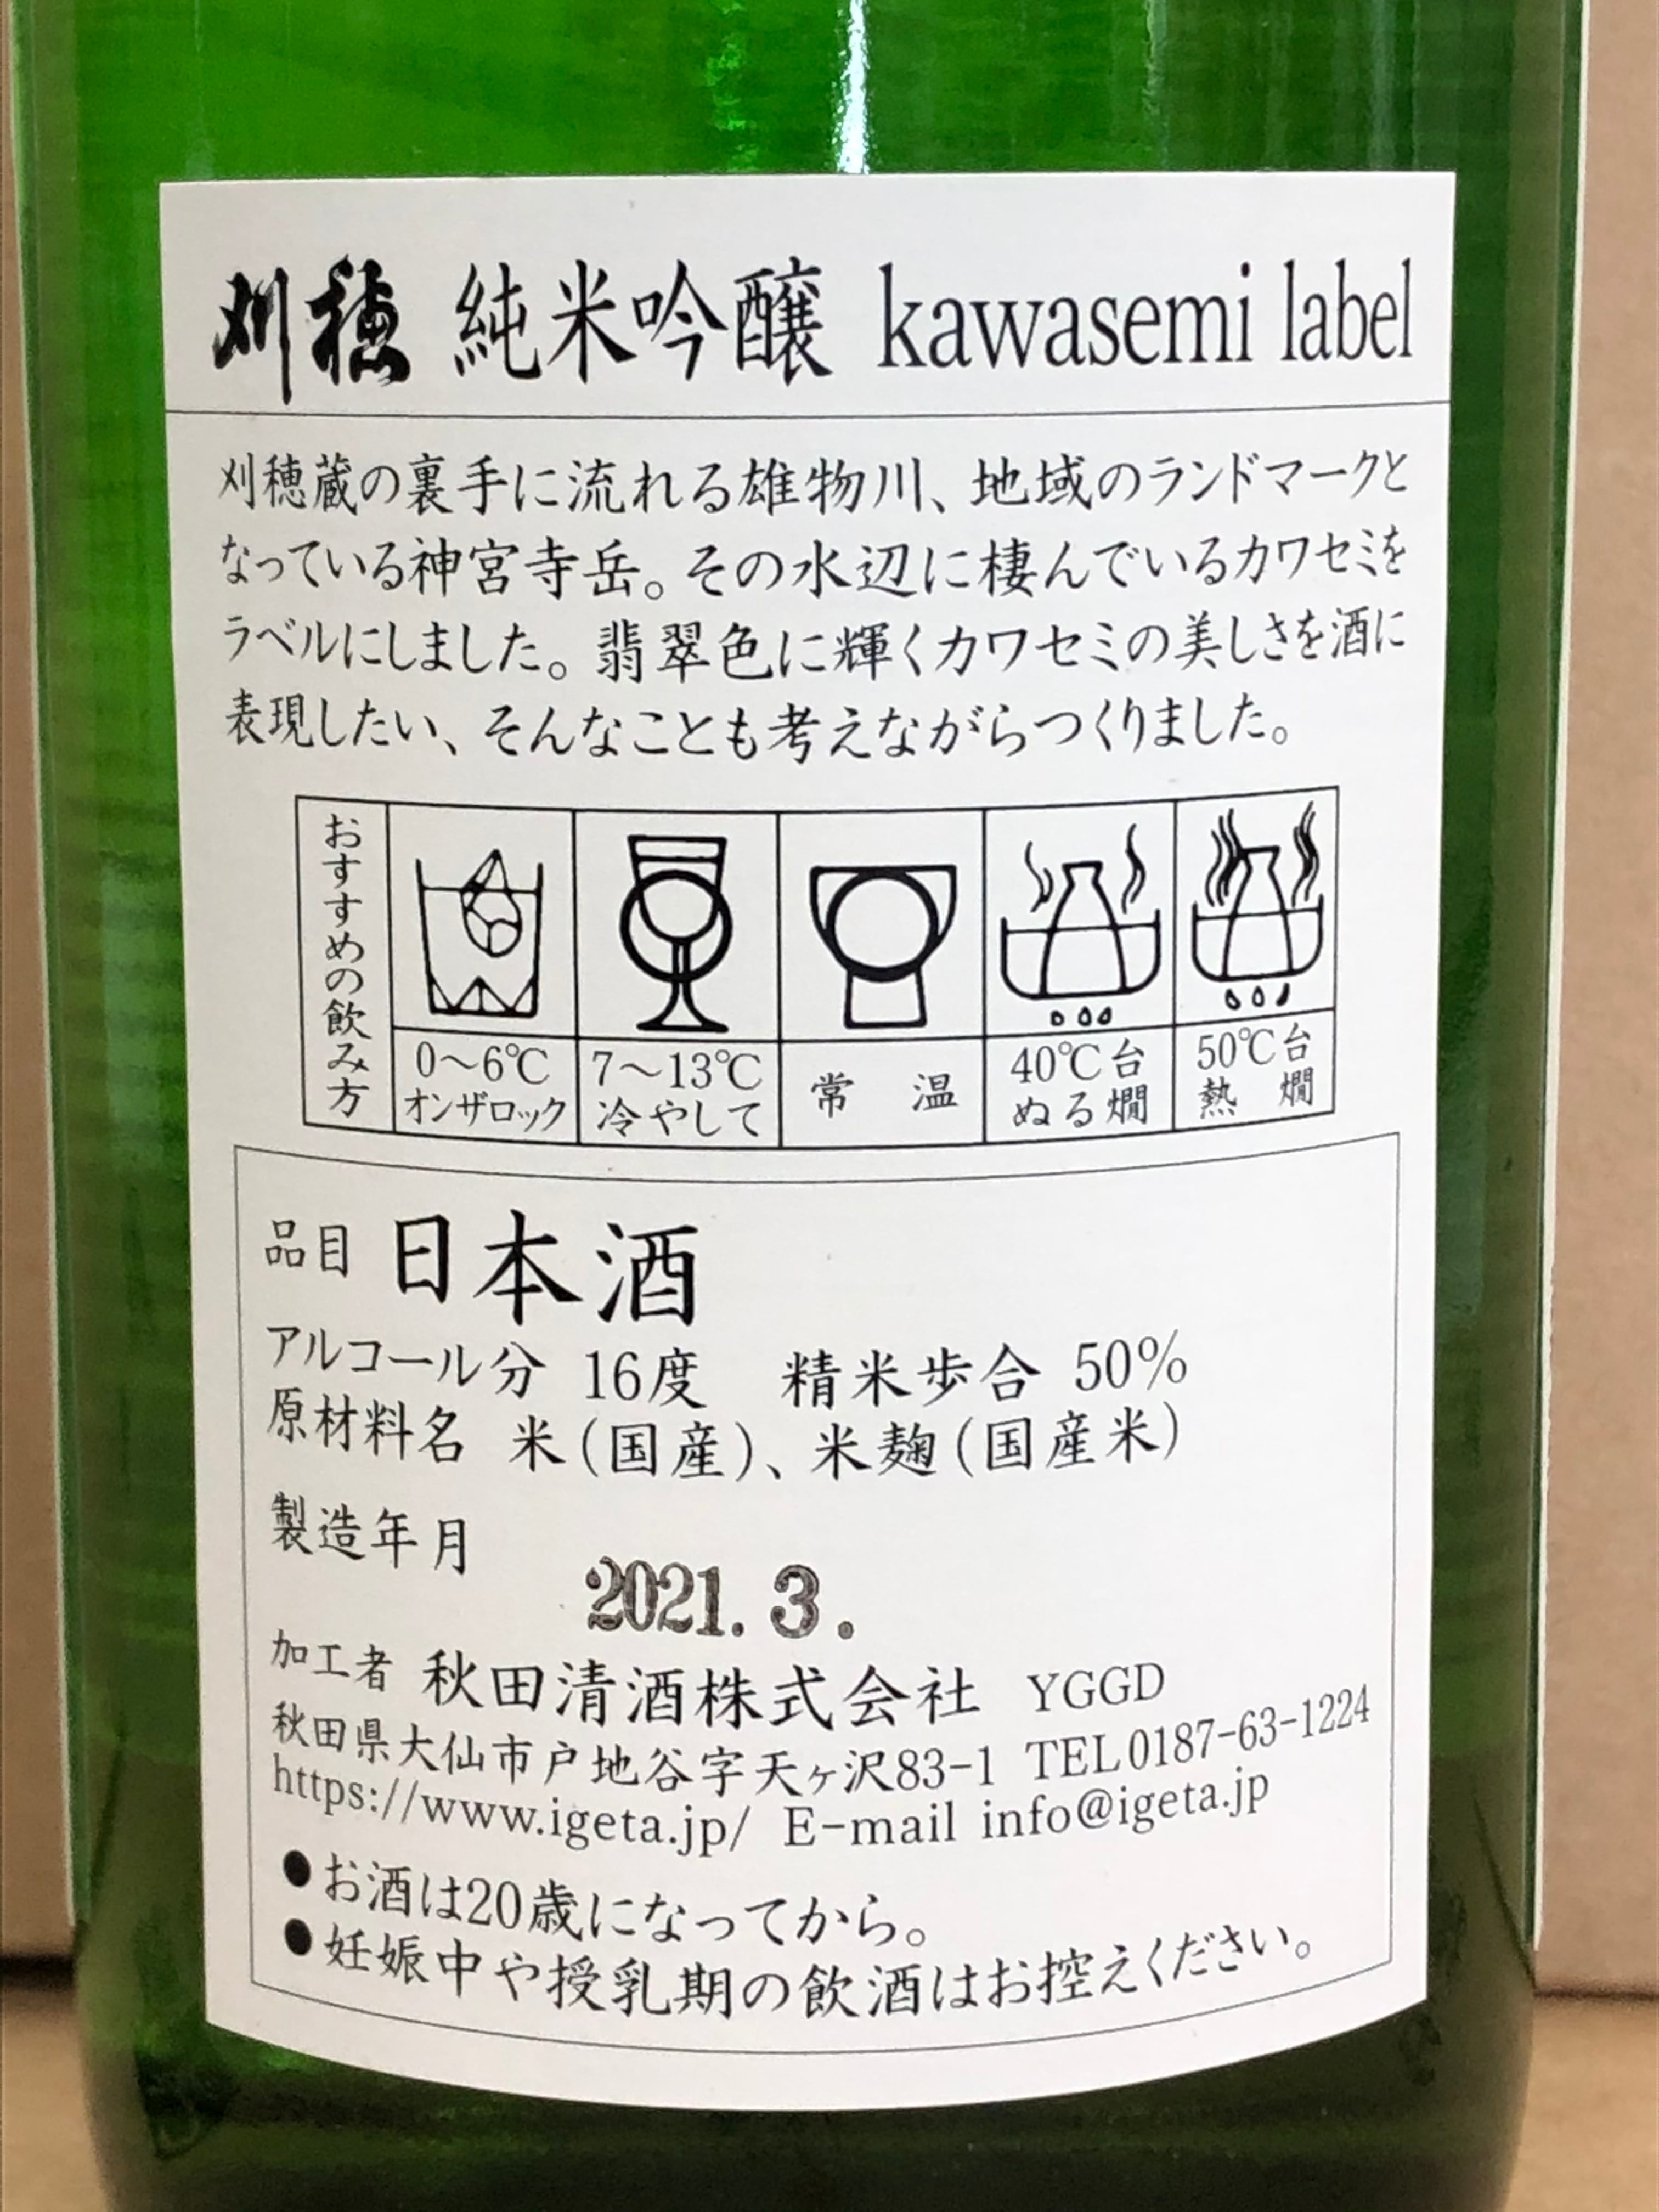 刈穂 純米吟醸 kawasemi label
刈穂蔵の裏手に流れる雄物川、地域のランドマークと
なっている神宮寺岳。その水辺に棲んでいるカワセミを
ラベルにしました。翡翠色に輝くカワセミの美しさを酒に
表現したい、そんなことも考えながらつくりました。
おすすめの飲み方
0〜6℃
オンザロック
7〜13℃
冷やして
常 温
40℃台
ぬる燗
50℃台
熱 燗
品目 日本酒
アルコール分 16度 精米歩合 50%
原材料名 米(国産)、米麹(国産米)
製造年月
2021. 3.
加工者 秋田清酒株式会社 YGGD
秋田県大仙市戸地谷字天ヶ沢83-1 TEL0187-63-1224
https://www.igeta.jp/ E-mail info@igeta.jp
●お酒は20歳になってから。
●妊娠中や授乳期の飲酒はお控えください。